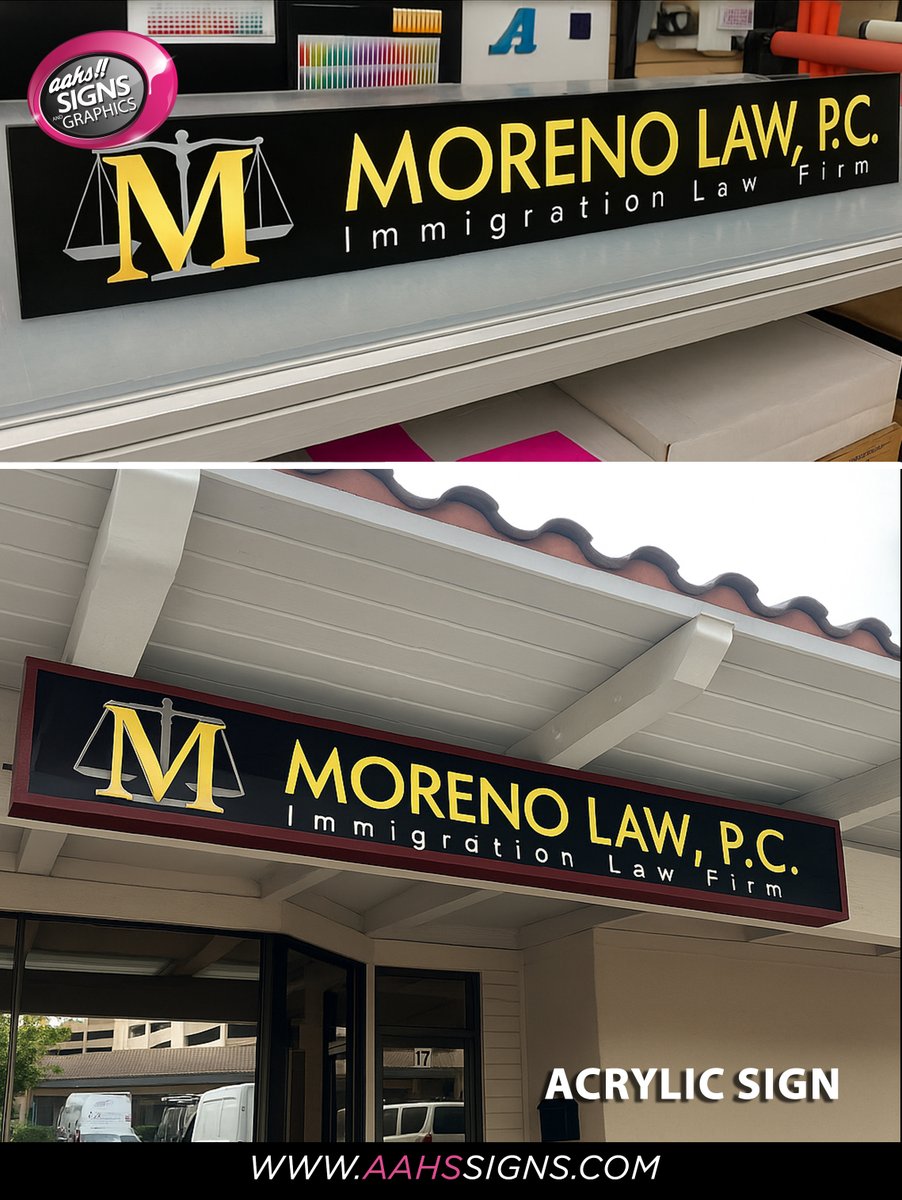 aahs!!
SIGNS
AND GRAPHICS
A
M
MORENO LAW, P.C.
Immigration Law Firm
M
MORENO LAW, P.C.
Immigration Law Firm
17
ACRYLIC SIGN
WWW.AAHSSIGNS.COM